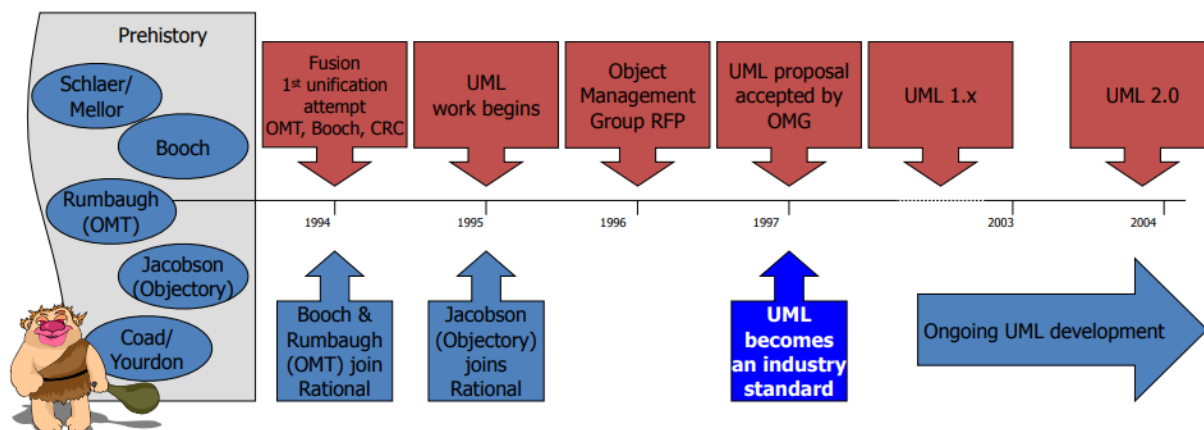 Prehistory
Schlaer/
Mellor
Booch
Rumbaugh
(OMT)
Jacobson
(Objectory)
Coad/
Yourdon
Fusion
1st unification
attempt
OMT, Booch, CRC
UML
work begins
Object
Management
Group RFP
UML proposal
accepted by
OMG
UML 1.x
UML 2.0
1994
1995
1996
1997
2003
2004
Booch &
Rumbaugh
(OMT) join
Rational
Jacobson
(Objectory)
joins
Rational
UML
becomes
an industry
standard
Ongoing UML development